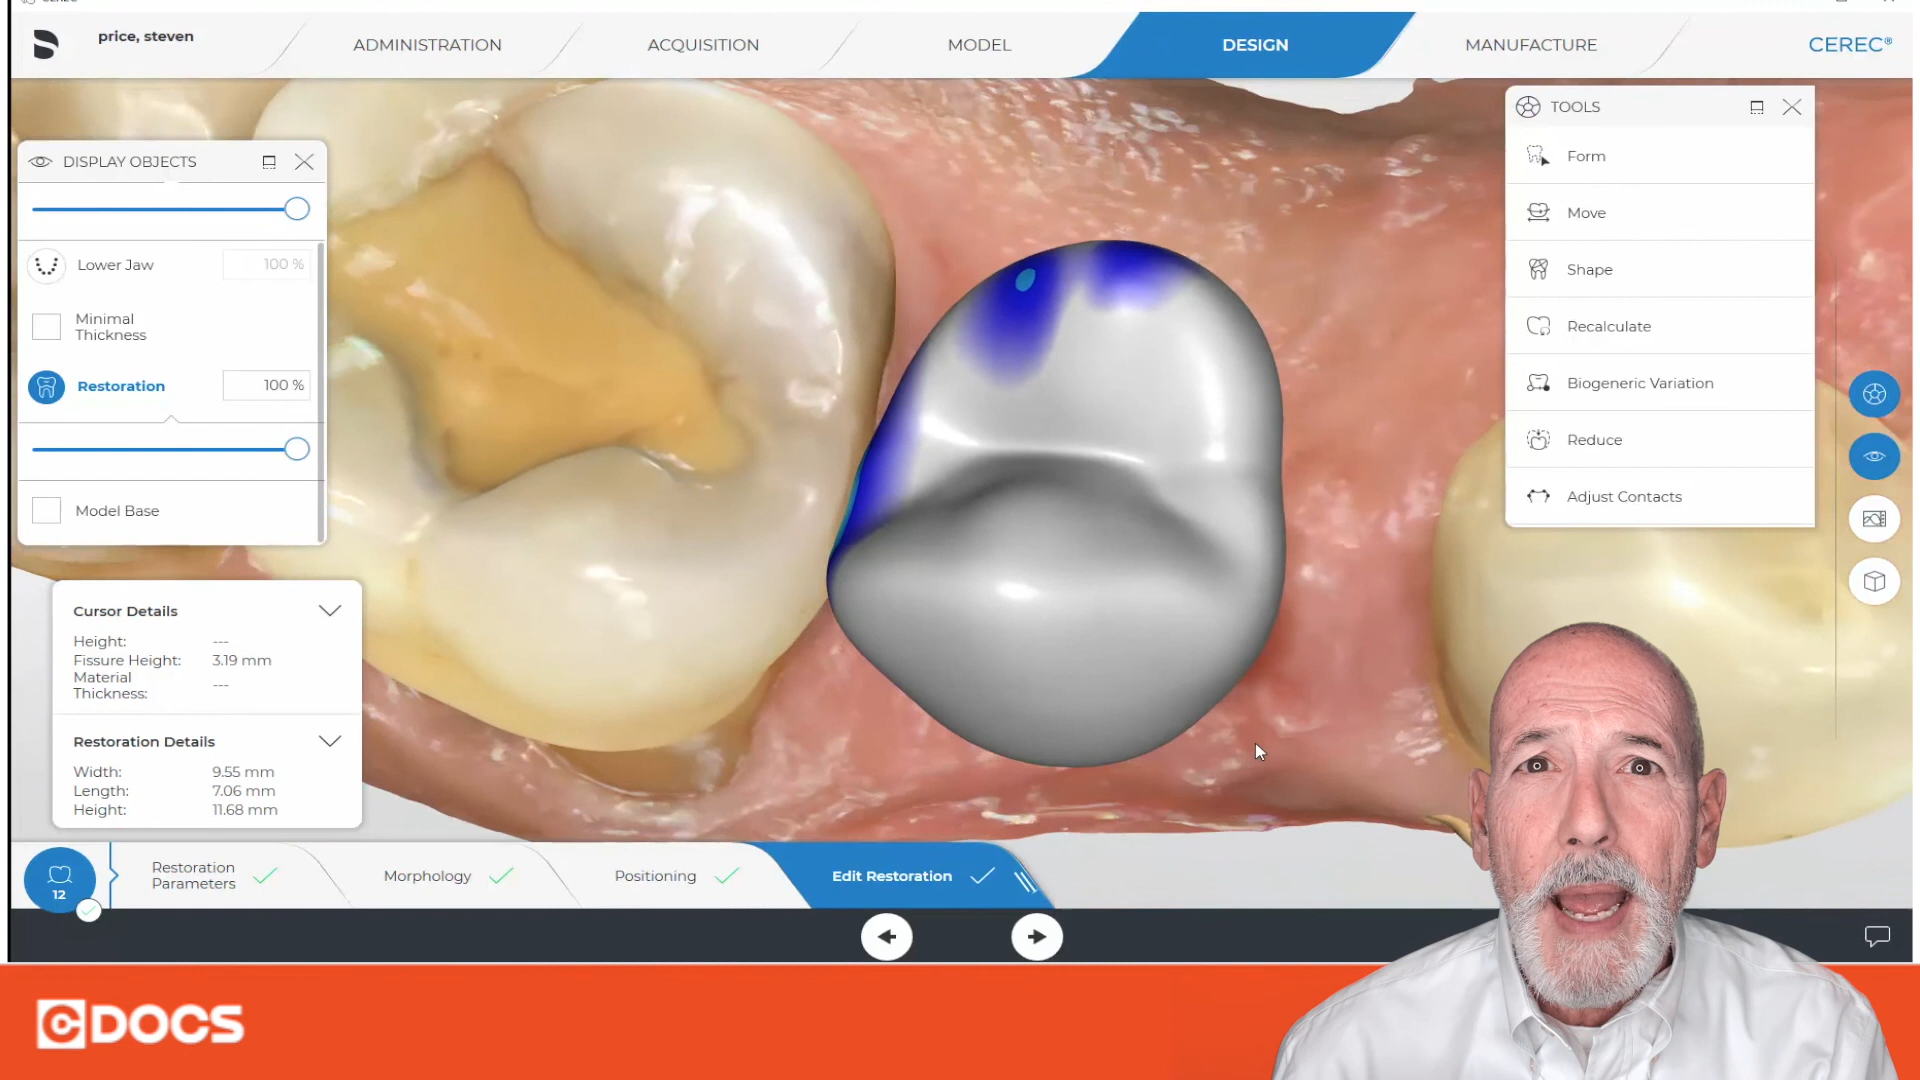 price, steven
ADMINISTRATION
ACQUISITION
MODEL
DESIGN
MANUFACTURE
CEREC®
DISPLAY OBJECTS
Lower Jaw
100 %
Minimal
Thickness
Restoration
100 %
Model Base
TOOLS
Form
Move
Shape
Recalculate
Biogeneric Variation
Reduce
Adjust Contacts
Cursor Details
Height: ---
Fissure Height: 3.19 mm
Material
Thickness: ---
Restoration Details
Width: 9.55 mm
Length: 7.06 mm
Height: 11.68 mm
12
Restoration
Parameters
Morphology
Positioning
Edit Restoration
CDOCS